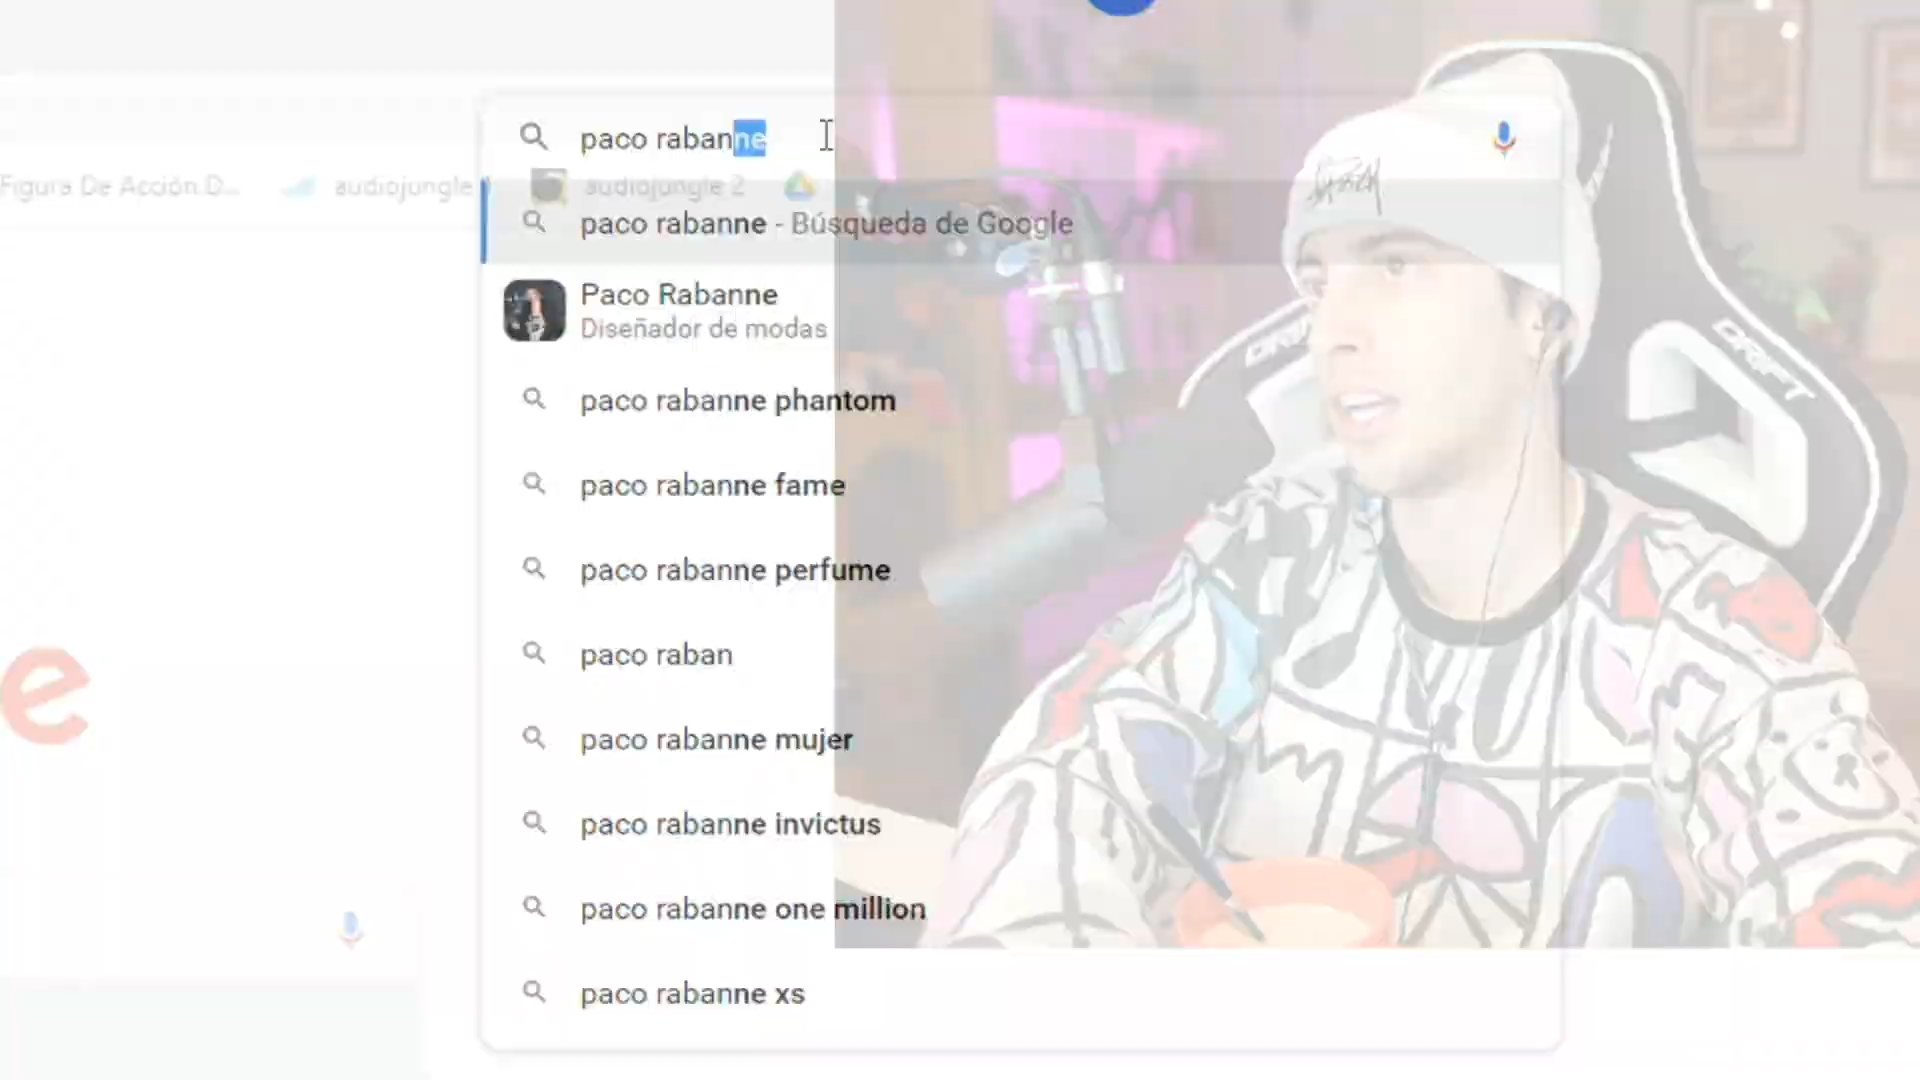 paco rabanne
Figura De Acción D...
audiojungle
audiojungle 2
paco rabanne - Búsqueda de Google
Paco Rabanne
Diseñador de modas
paco rabanne phantom
paco rabanne fame
paco rabanne perfume
paco raban
paco rabanne mujer
paco rabanne invictus
paco rabanne one million
paco rabanne xs
e
DRIFT